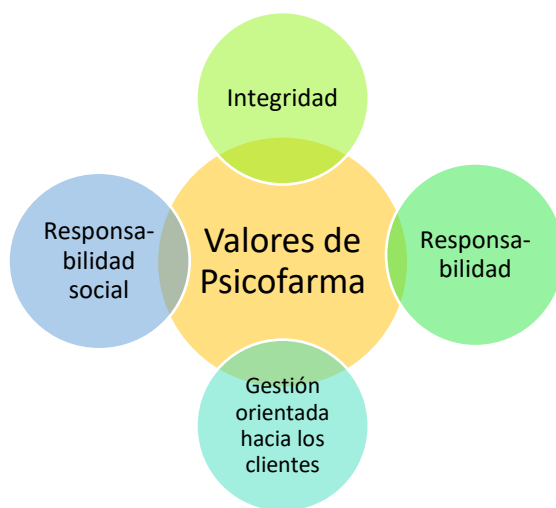 Integridad
Responsa-
bilidad
social
Valores de
Psicofarma
Responsa-
bilidad
Gestión
orientada
hacia los
clientes